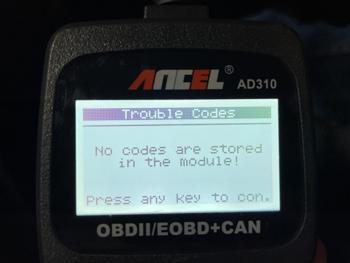 ANCEL®
AD310
Trouble Codes
No codes are stored
in the module!
Press any key to con.
OBDII/EOBD+CAN